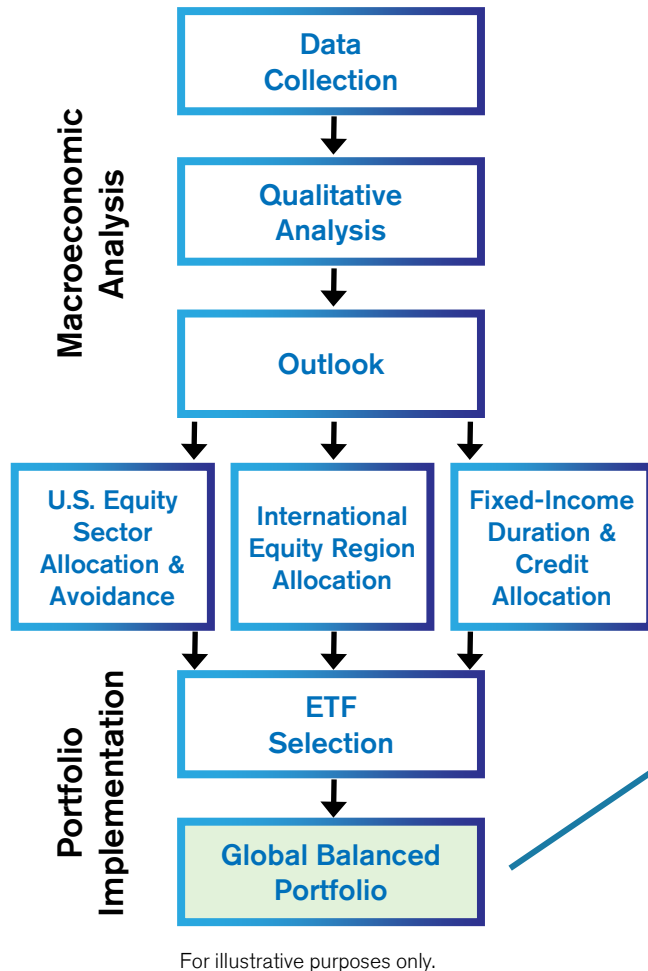 Macroeconomic
Analysis
Data
Collection
Qualitative
Analysis
Outlook
U.S. Equity
Sector
Allocation &
Avoidance
International
Equity Region
Allocation
Fixed-Income
Duration &
Credit
Allocation
Portfolio
Implementation
ETF
Selection
Global Balanced
Portfolio
For illustrative purposes only.